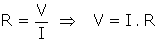 R = V/I ⇒ V = I . R